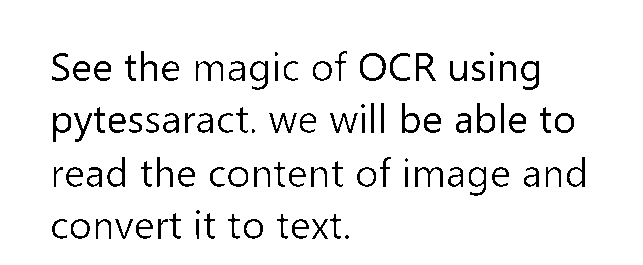 See the magic of OCR using
pytessaract. we will be able to
read the content of image and
convert it to text.